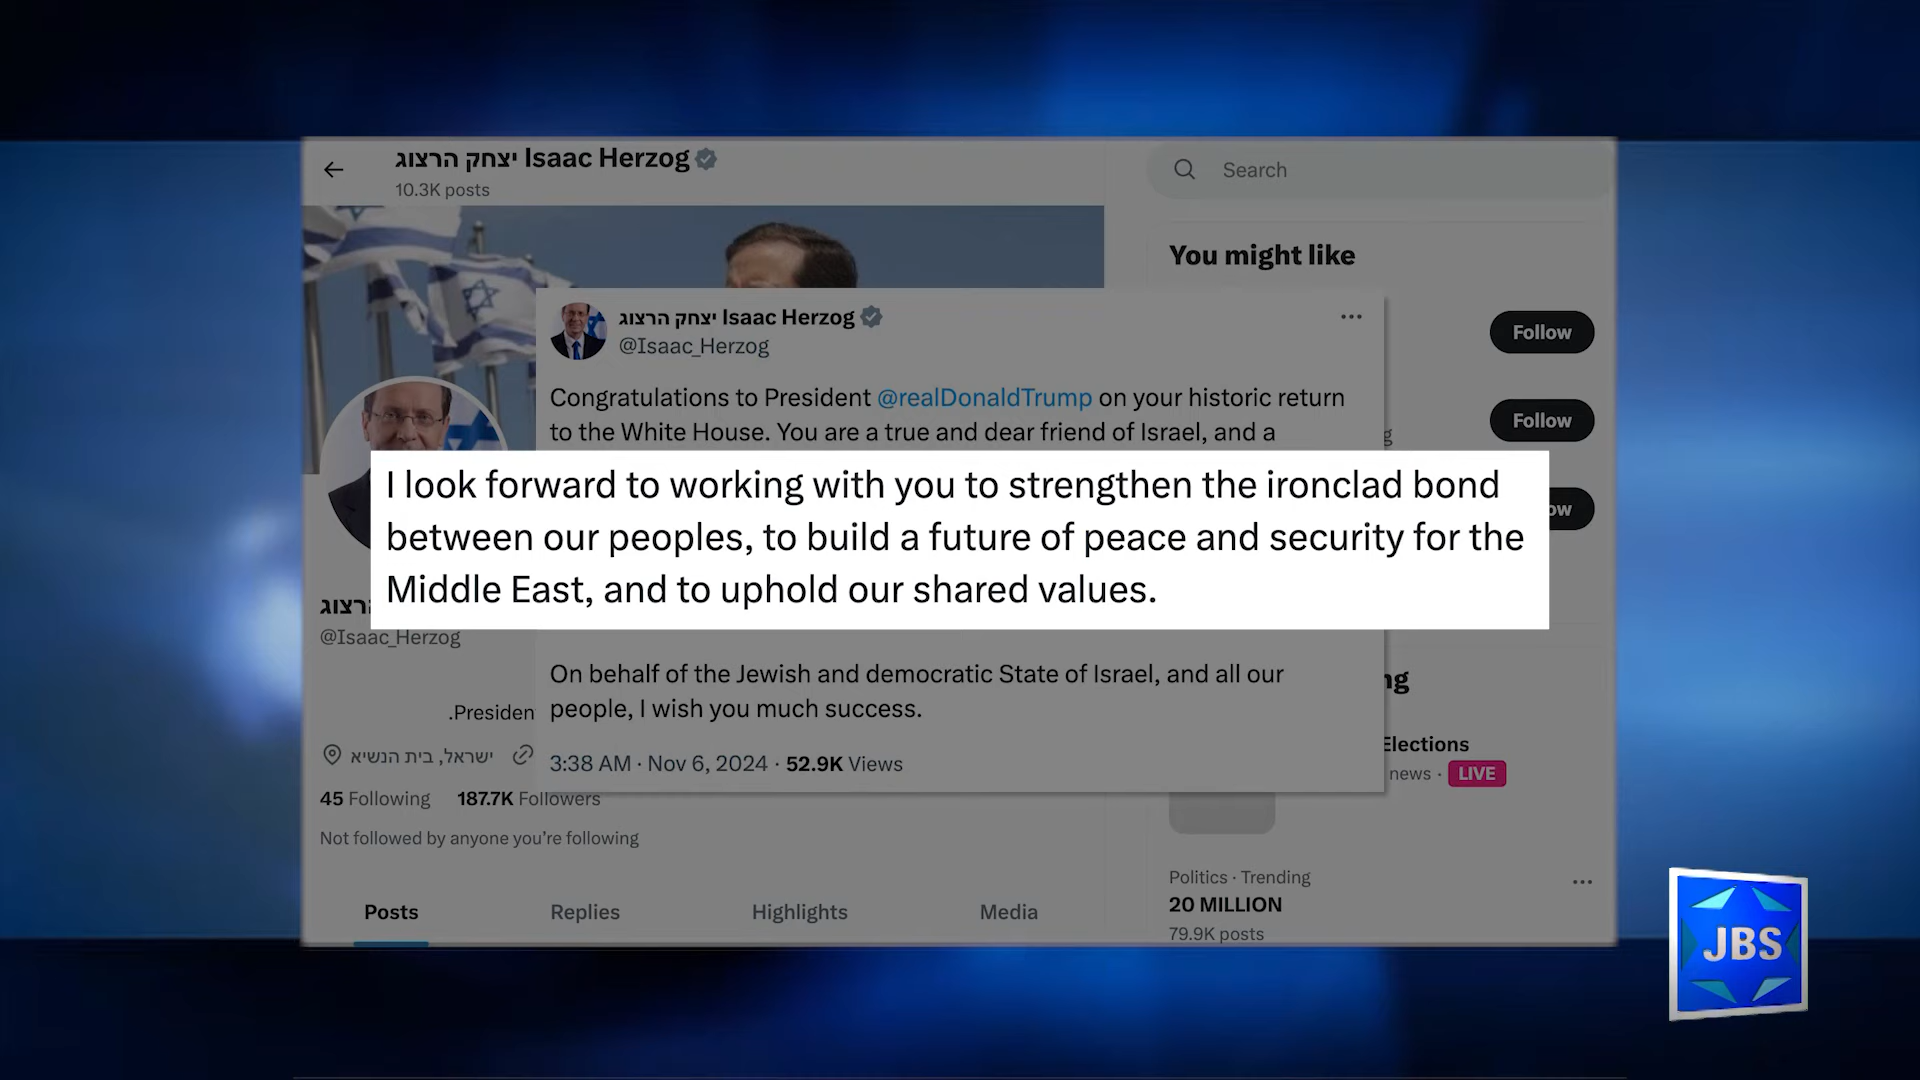 יצחק הרצוג Isaac Herzog
10.3K posts
Search
You might like
יצחק הרצוג Isaac Herzog
@Isaac_Herzog
Follow
Congratulations to President @realDonaldTrump on your historic return
to the White House. You are a true and dear friend of Israel, and a
Follow
I look forward to working with you to strengthen the ironclad bond
between our peoples, to build a future of peace and security for the
Middle East, and to uphold our shared values.
@Isaac_Herzog
On behalf of the Jewish and democratic State of Israel, and all our
people, I wish you much success.
ישראל, בית הנשיא
3:38 AM · Nov 6, 2024 · 52.9K Views
Elections
news · LIVE
45 Following 187.7K Followers
Not followed by anyone you're following
Politics · Trending
20 MILLION
79.9K posts
Posts Replies Highlights Media
JBS